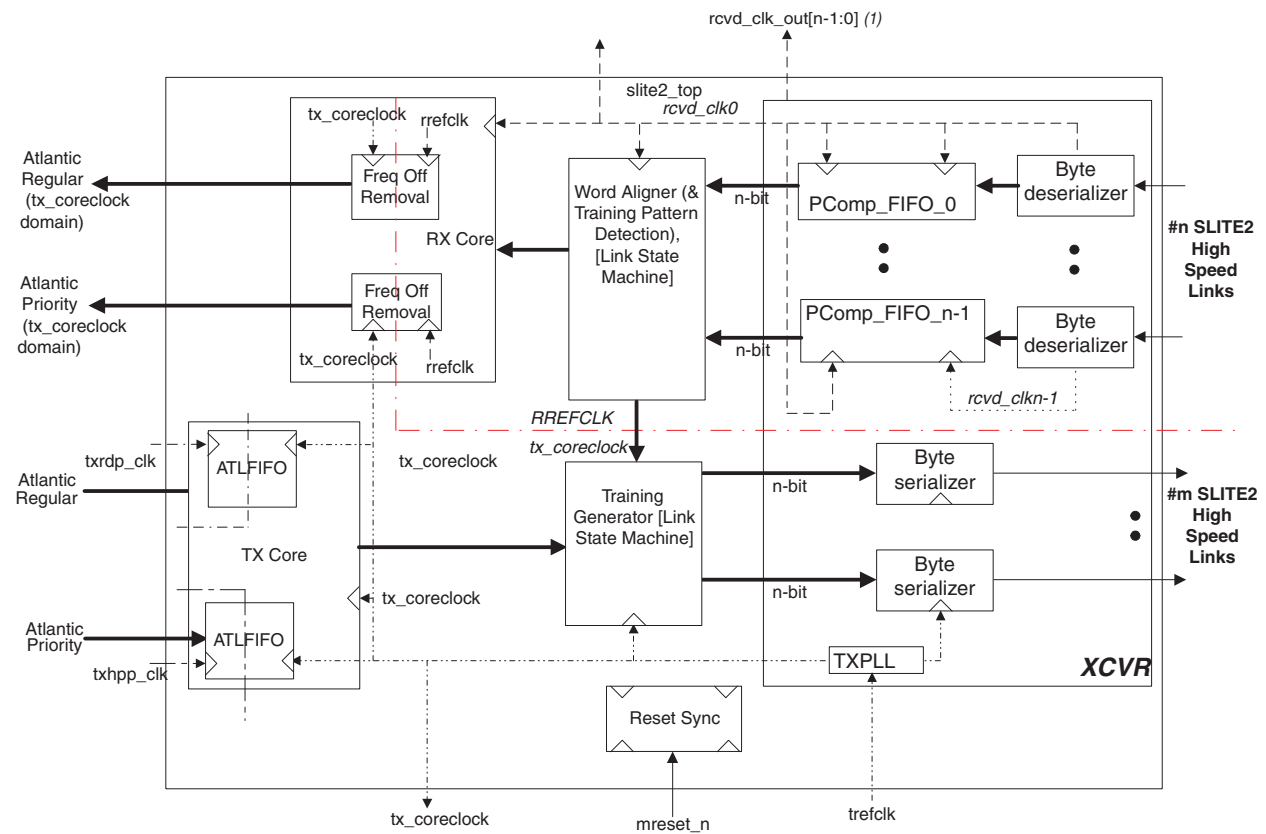 rcvd_clk_out[n-1:0] (1)
slite2_top
rcvd_clk0
tx_coreclock
rrefclk
Freq Off
Removal
RX Core
Atlantic
Regular
(tx_coreclock
domain)
Word Aligner (&
Training Pattern
Detection),
[Link State
Machine]
n-bit
PComp_FIFO_0
Byte
deserializer
#n SLITE2
High
Speed
Links
Atlantic
Priority
(tx_coreclock
domain)
Freq Off
Removal
tx_coreclock
rrefclk
n-bit
PComp_FIFO_n-1
Byte
deserializer
rcvd_clkn-1
RREFCLK
tx_coreclock
tx_coreclock
txrdp_clk
ATLFIFO
Atlantic
Regular
TX Core
Training
Generator [Link
State Machine]
n-bit
Byte
serializer
#m SLITE2
High
Speed
Links
n-bit
Byte
serializer
tx_coreclock
Atlantic
Priority
ATLFIFO
txhpp_clk
TXPLL
XCVR
Reset Sync
tx_coreclock
mreset_n
trefclk